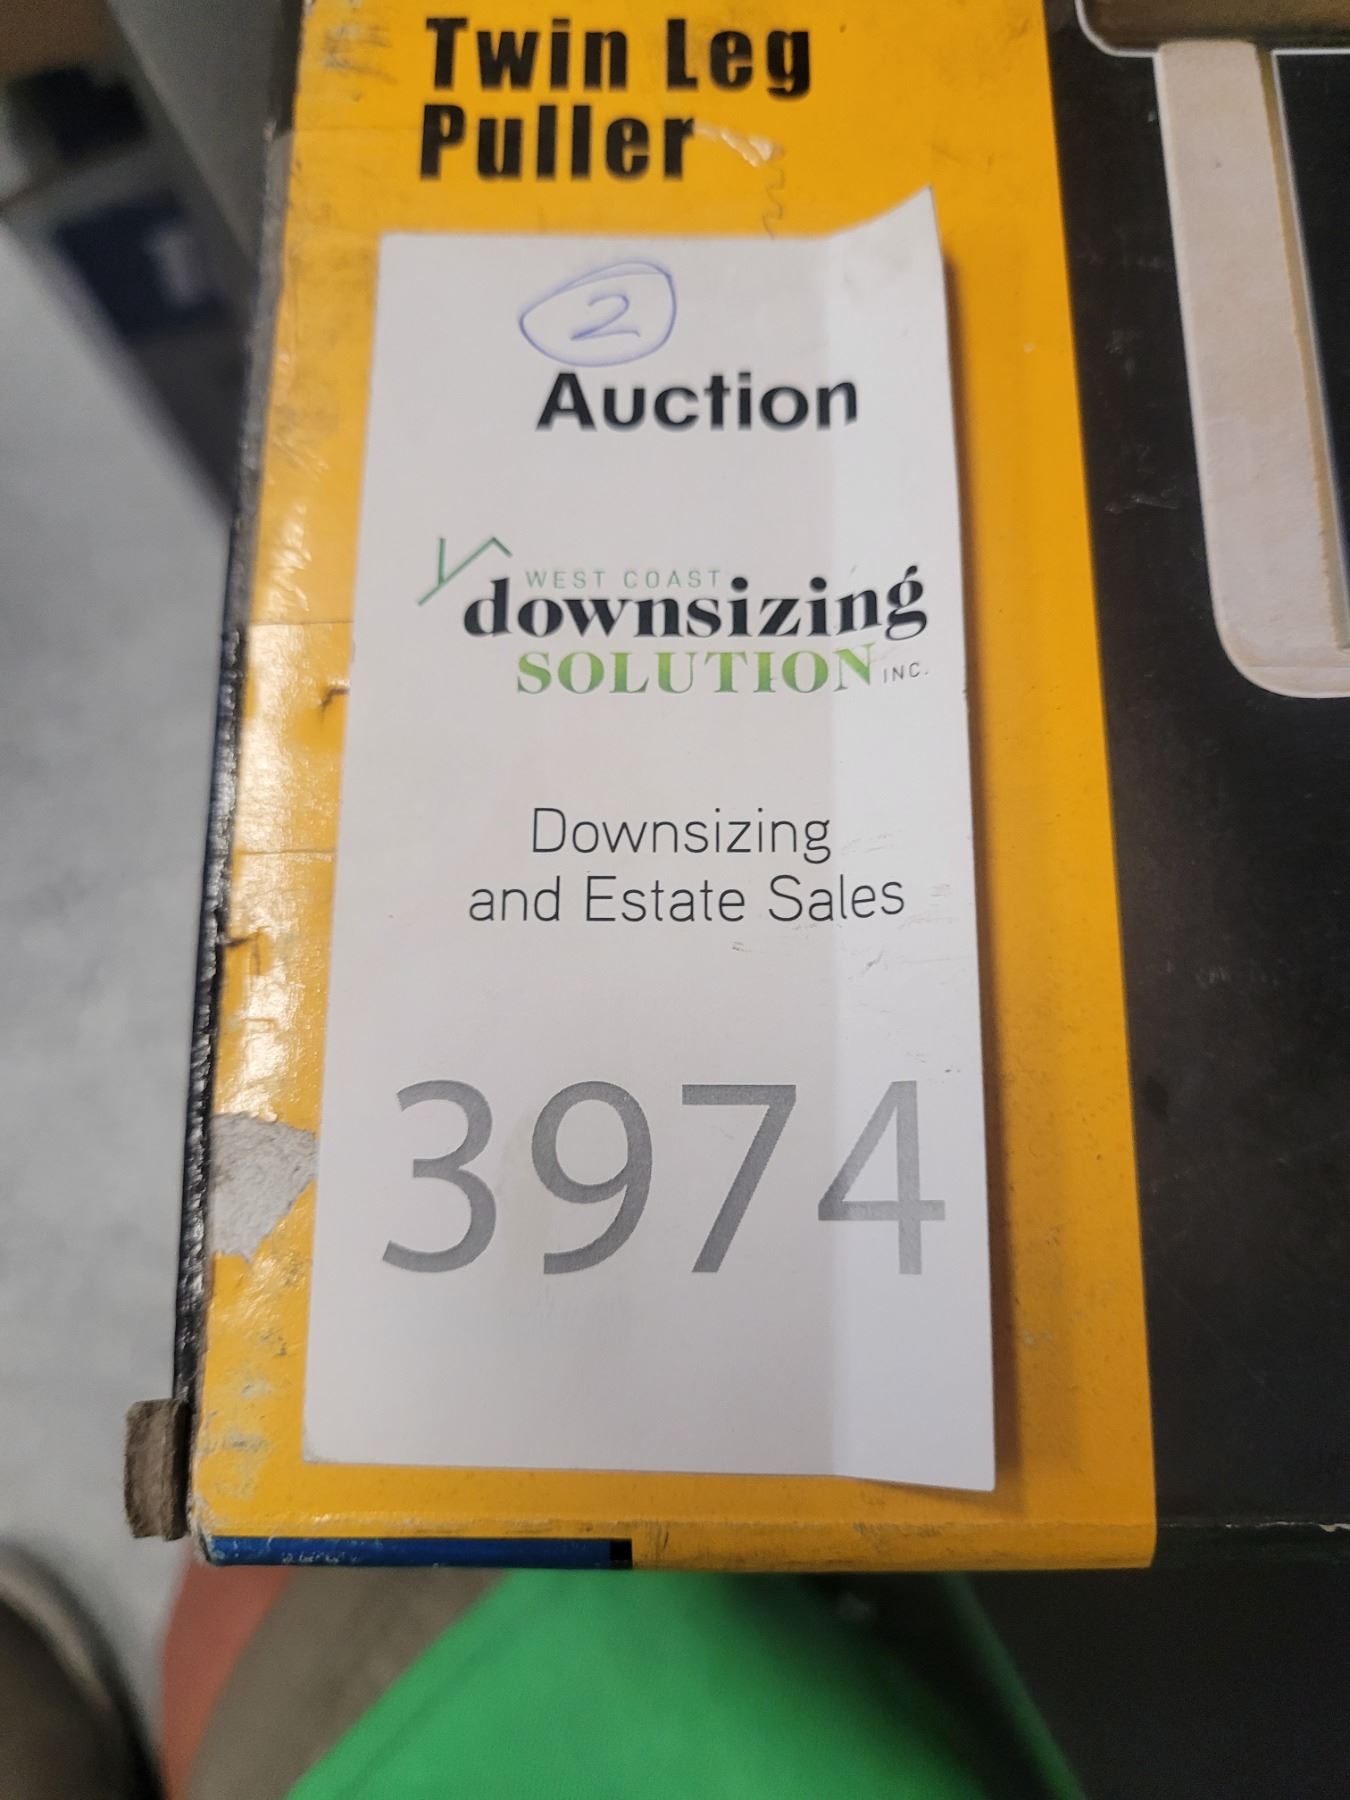 Twin Leg
Puller
2
Auction
WEST COAST
downsizing
SOLUTION INC.
Downsizing
and Estate Sales
3974